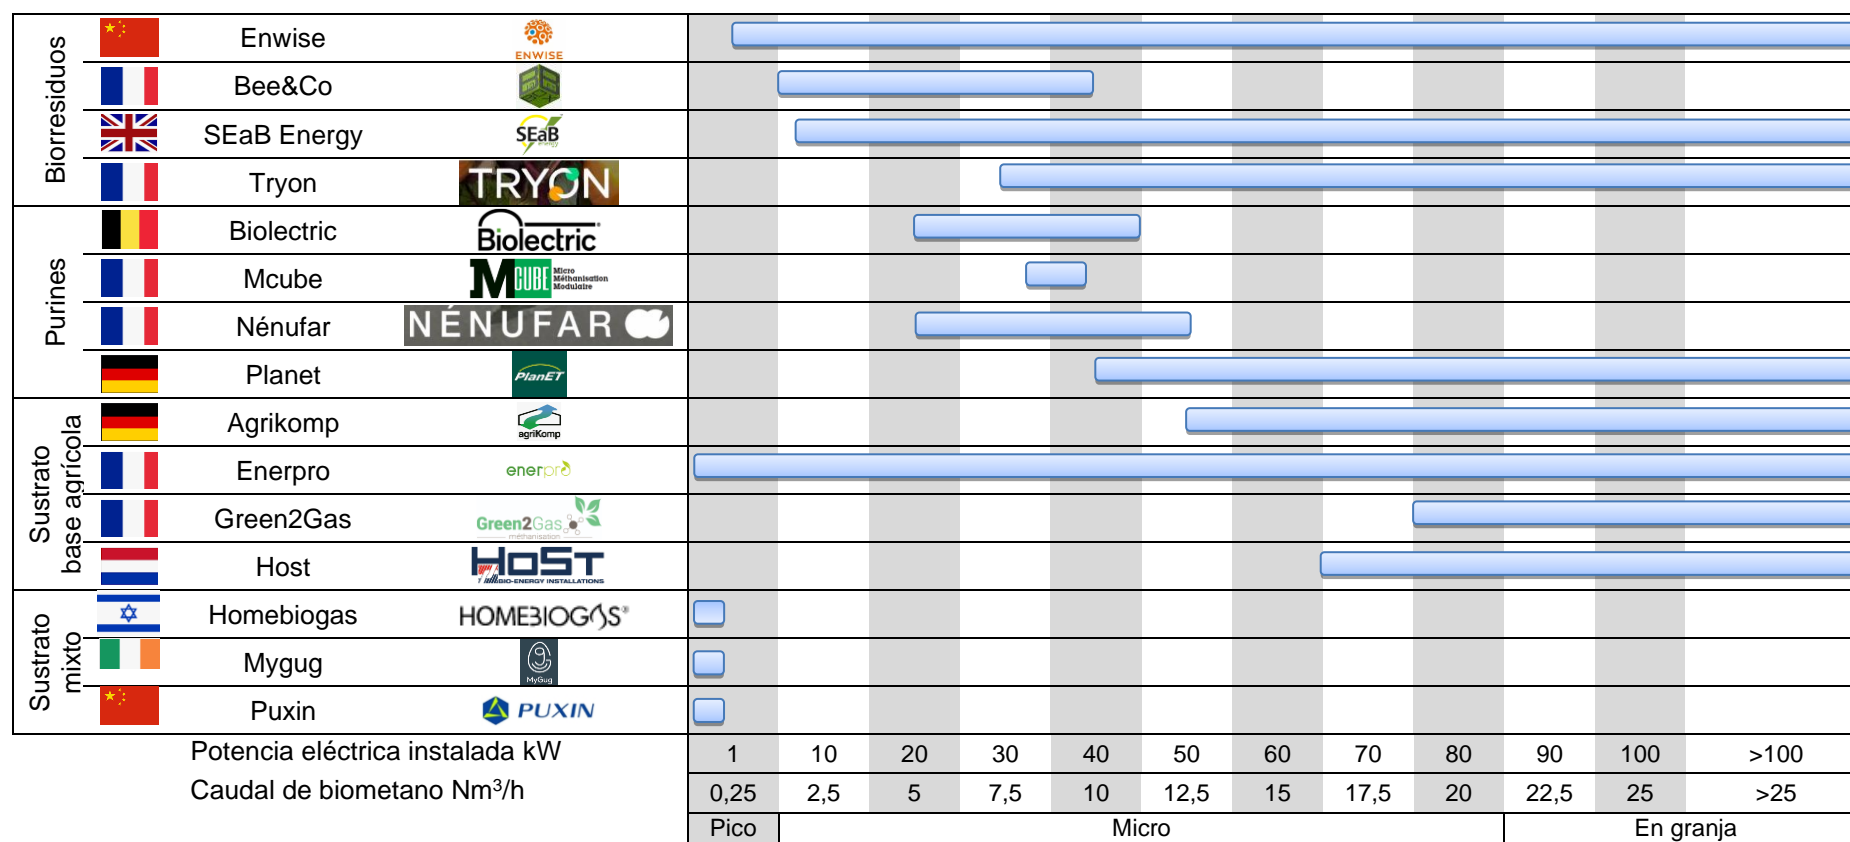 Biorresiduos
Enwise
ENWISE
Bee&Co
SEaB Energy
SEaB
energy
Tryon
TRYON
Purines
Biolectric
Biolectric
Mcube
MCUBE Micro
Méthanisation
Modulaire
Nénufar
NÉNUFAR
Planet
PlanET
Sustrato
base agrícola
Agrikomp
agriKomp
Enerpro
enerpro
Green2Gas
Green2Gas
méthanisation
Host
HoST
BIO-ENERGY INSTALLATIONS
Sustrato
mixto
Homebiogas
HOMEBIOGAS®
Mygug
MyGug
Puxin
PUXIN
Potencia eléctrica instalada kW 1 10 20 30 40 50 60 70 80 90 100 >100
Caudal de biometano Nm³/h 0,25 2,5 5 7,5 10 12,5 15 17,5 20 22,5 25 >25
Pico Micro En granja